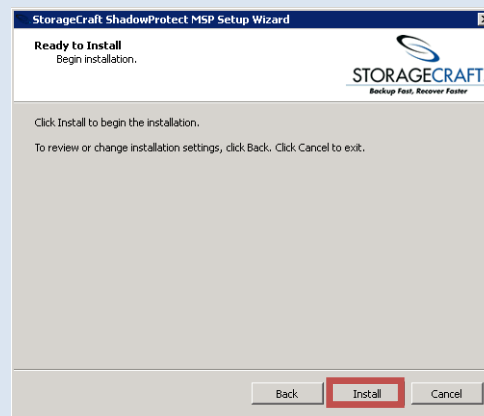 StorageCraft ShadowProtect MSP Setup Wizard
Ready to Install
Begin installation.
STORAGECRAFT
Backup Fast, Recover Faster
Click Install to begin the installation.
To review or change installation settings, click Back. Click Cancel to exit.
Back
Install
Cancel